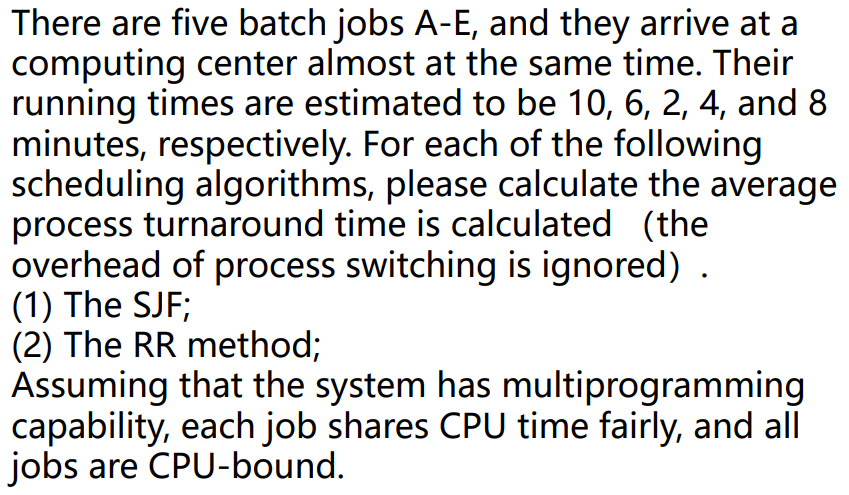 There are five batch jobs A-E, and they arrive at a
computing center almost at the same time. Their
running times are estimated to be 10, 6, 2, 4, and 8
minutes, respectively. For each of the following
scheduling algorithms, please calculate the average
process turnaround time is calculated （the
overhead of process switching is ignored）.
(1) The SJF;
(2) The RR method;
Assuming that the system has multiprogramming
capability, each job shares CPU time fairly, and all
jobs are CPU-bound.